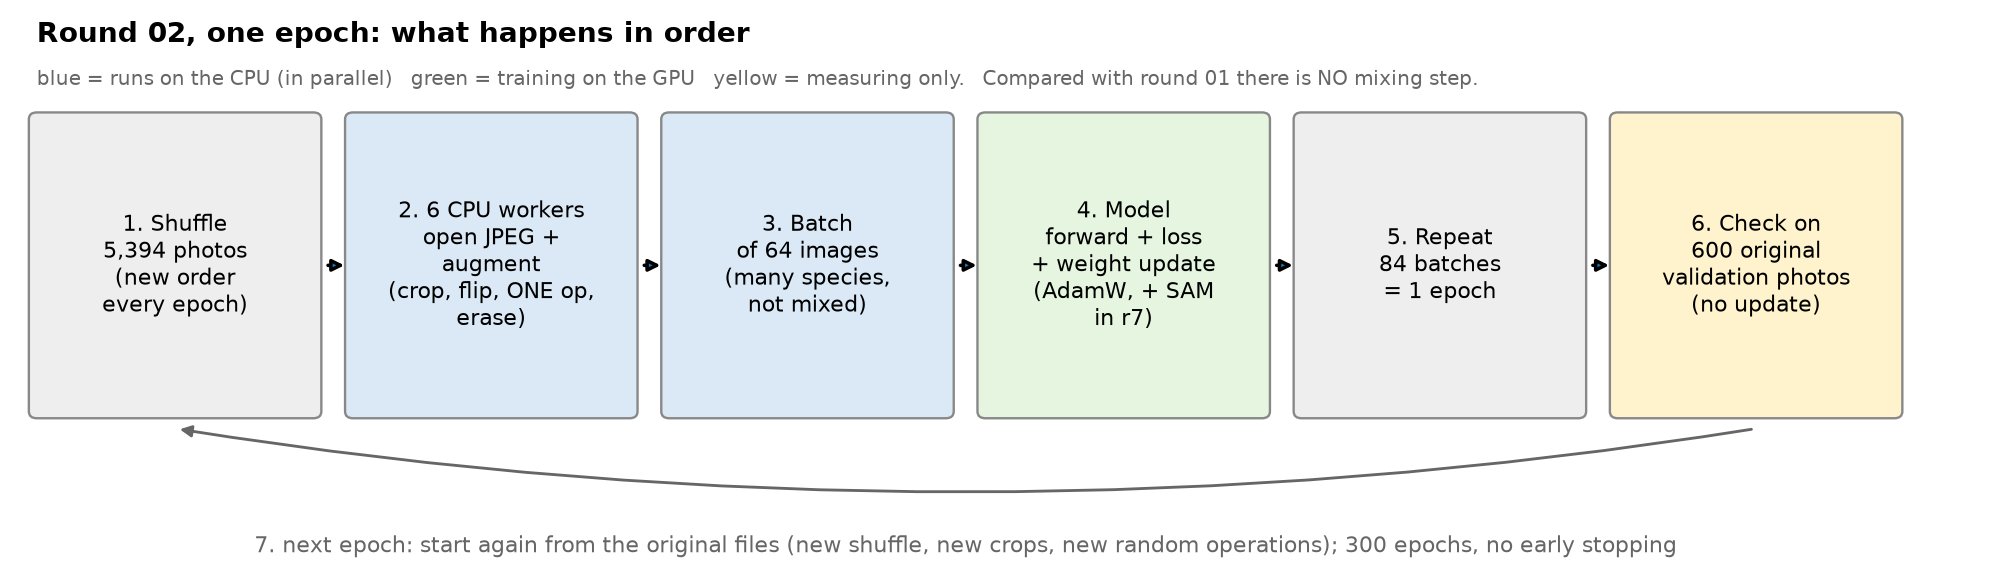 Round 02, one epoch: what happens in order
blue = runs on the CPU (in parallel)   green = training on the GPU   yellow = measuring only.   Compared with round 01 there is NO mixing step.
1. Shuffle
5,394 photos
(new order
every epoch)
2. 6 CPU workers
open JPEG +
augment
(crop, flip, ONE op,
erase)
3. Batch
of 64 images
(many species,
not mixed)
4. Model
forward + loss
+ weight update
(AdamW, + SAM
in r7)
5. Repeat
84 batches
= 1 epoch
6. Check on
600 original
validation photos
(no update)
7. next epoch: start again from the original files (new shuffle, new crops, new random operations); 300 epochs, no early stopping